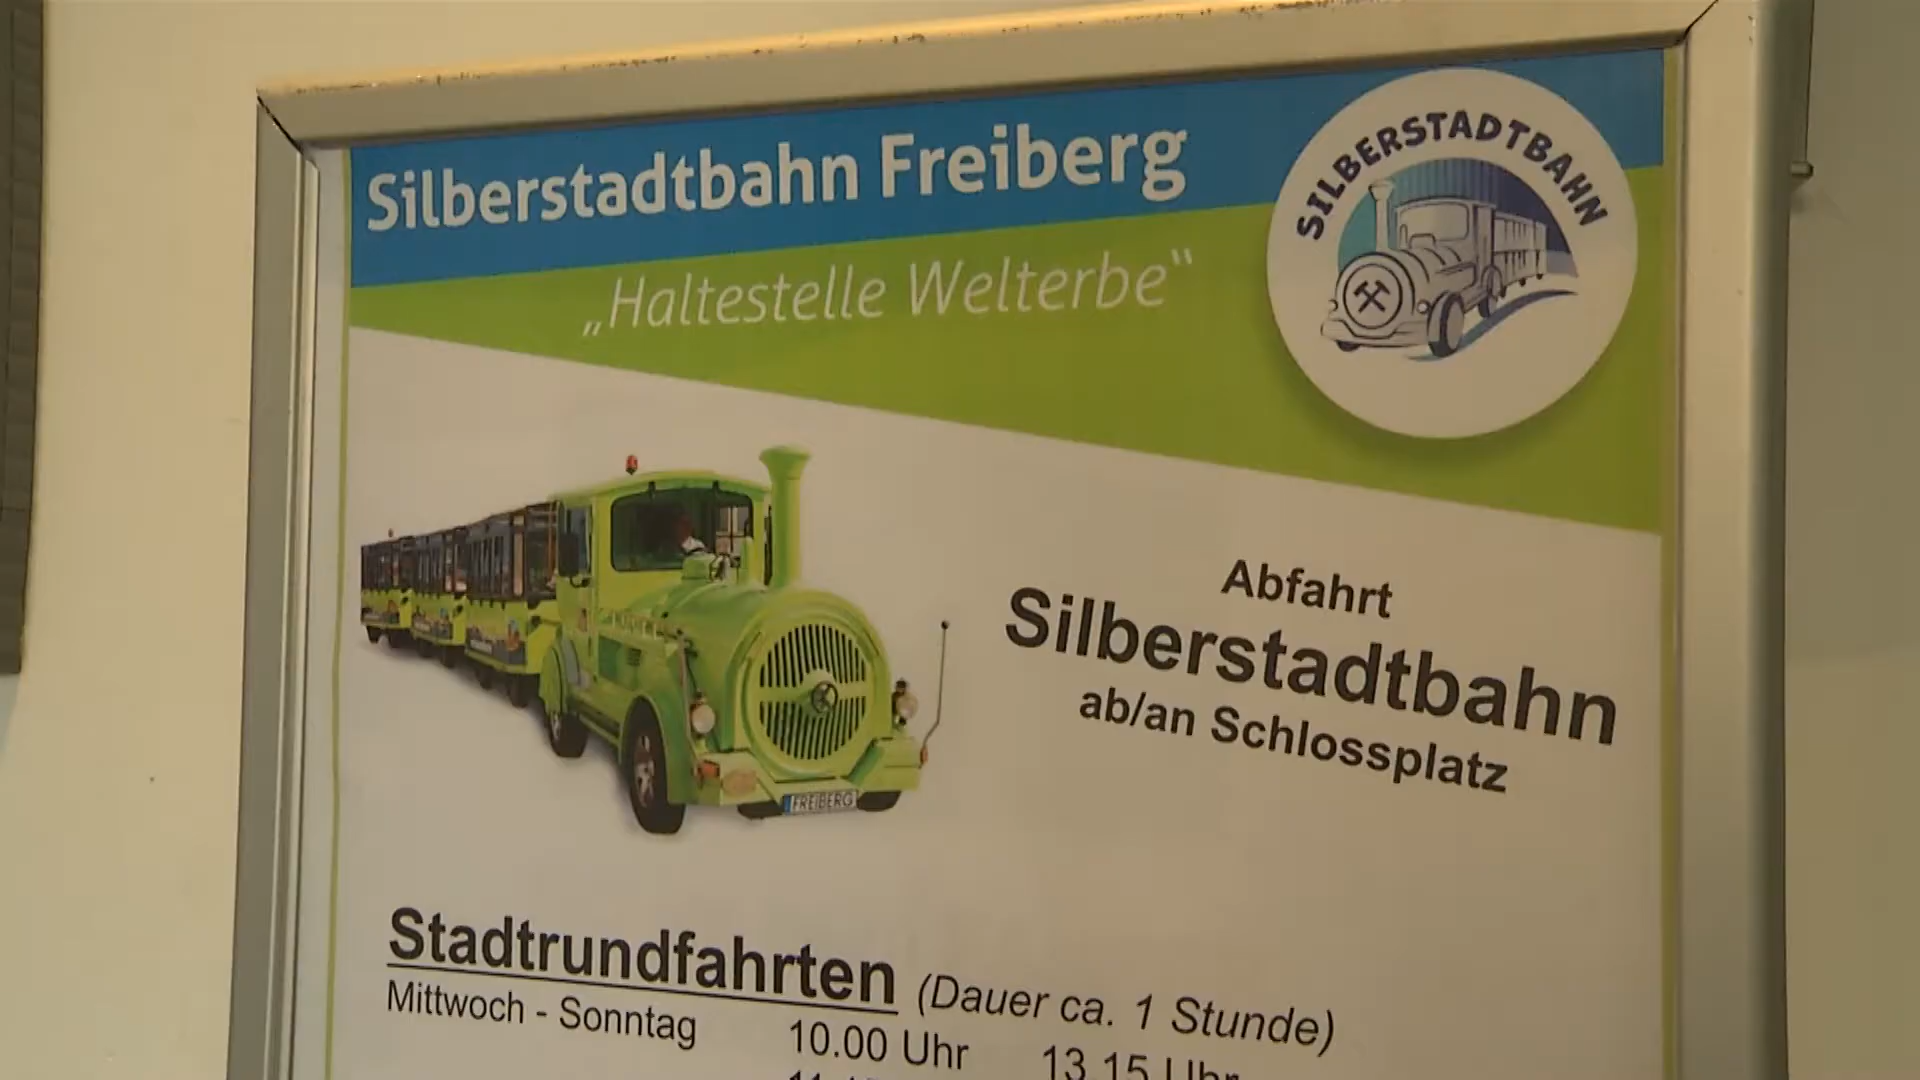 Silberstadtbahn Freiberg
„Haltestelle Welterbe“
SILBERSTADTBAHN
Abfahrt
Silberstadtbahn
ab/an Schlossplatz
FREIBERG
Stadtrundfahrten (Dauer ca. 1 Stunde)
Mittwoch - Sonntag 10.00 Uhr 13.15 Uhr